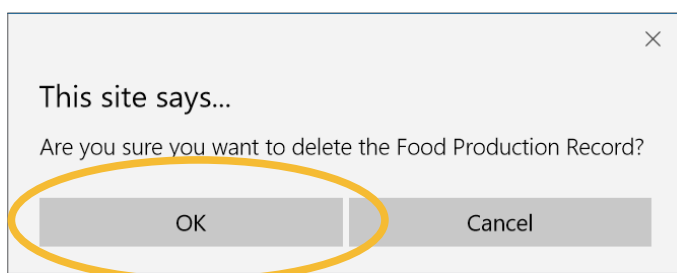 This site says...
Are you sure you want to delete the Food Production Record?
OK
Cancel